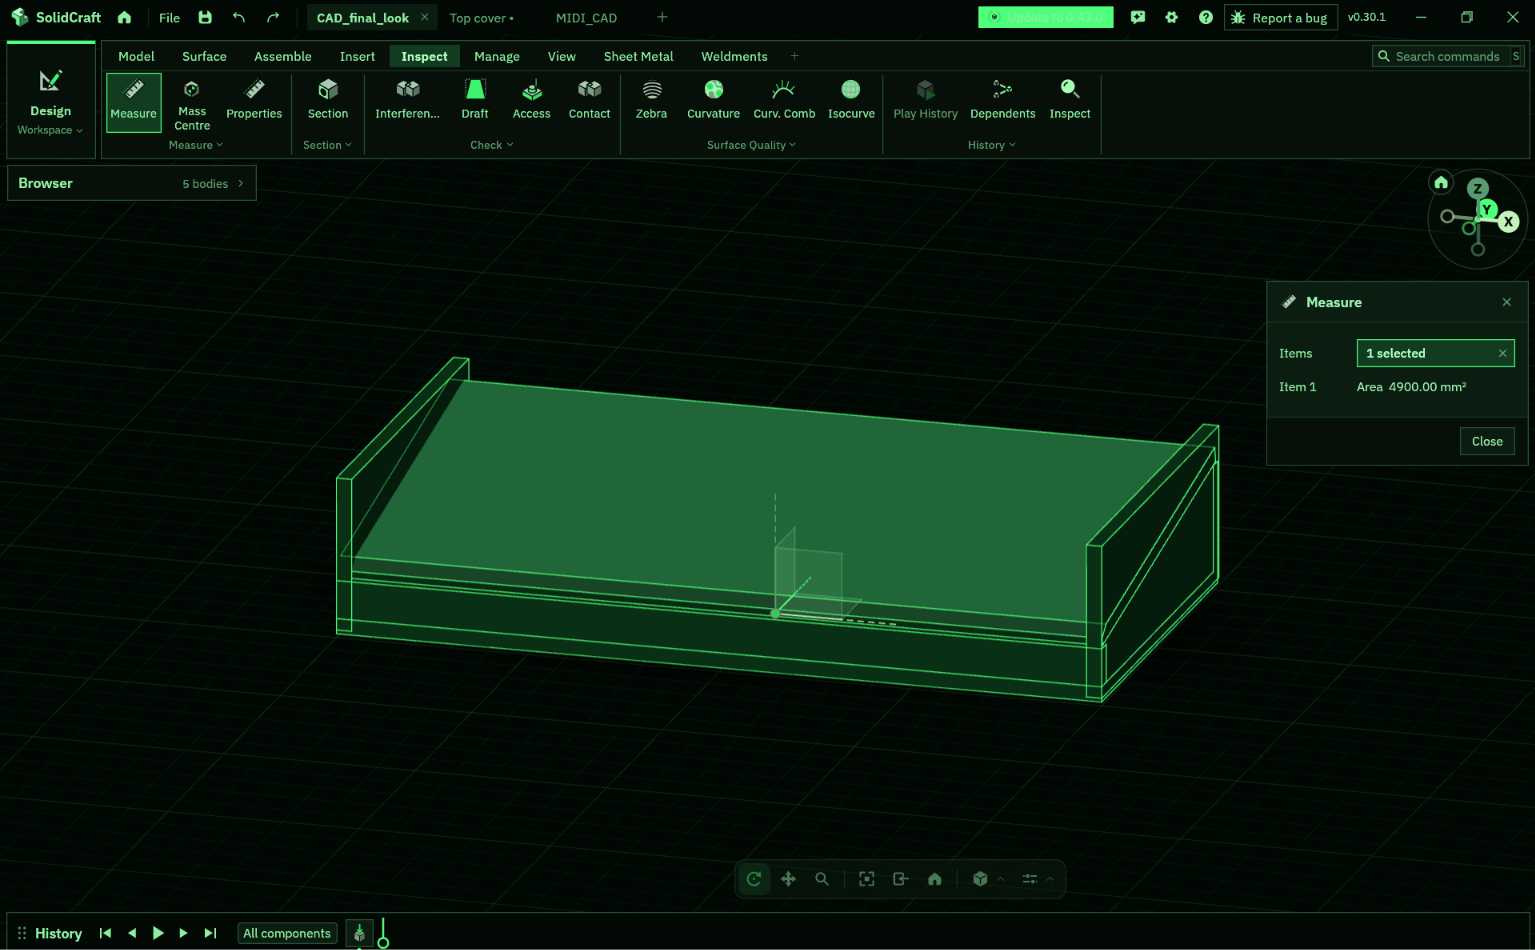 SolidCraft
File
CAD_final_look
Top cover •
MIDI_CAD
Update to 0.43.0
Report a bug
v0.30.1
Design
Workspace
Model
Surface
Assemble
Insert
Inspect
Manage
View
Sheet Metal
Weldments
Search commands
S
Measure
Mass
Centre
Properties
Measure
Section
Section
Interferen...
Draft
Access
Contact
Check
Zebra
Curvature
Curv. Comb
Isocurve
Surface Quality
Play History
Dependents
Inspect
History
Browser
5 bodies
Z
Y
X
Measure
Items
1 selected
Item 1
Area 4900.00 mm²
Close
History
All components